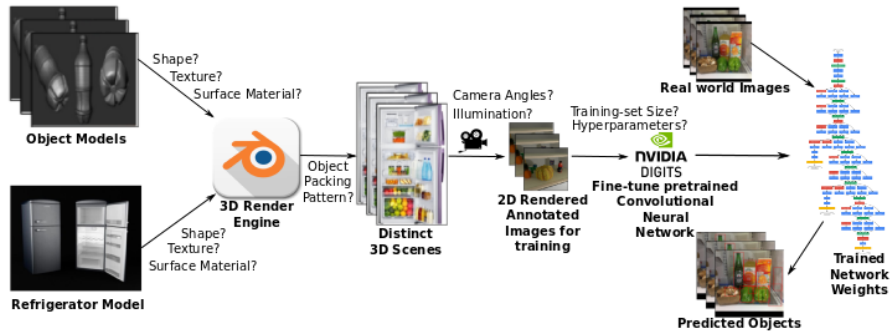 Shape?
Texture?
Surface Material?
Object Models
3D Render
Engine
Shape?
Texture?
Surface Material?
Refrigerator Model
Object
Packing
Pattern?
Distinct
3D Scenes
Camera Angles?
Illumination?
2D Rendered
Annotated
Images for
training
Training-set Size?
Hyperparameters?
NVIDIA
DIGITS
Fine-tune pretrained
Convolutional
Neural
Network
Real world Images
Trained
Network
Weights
Predicted Objects